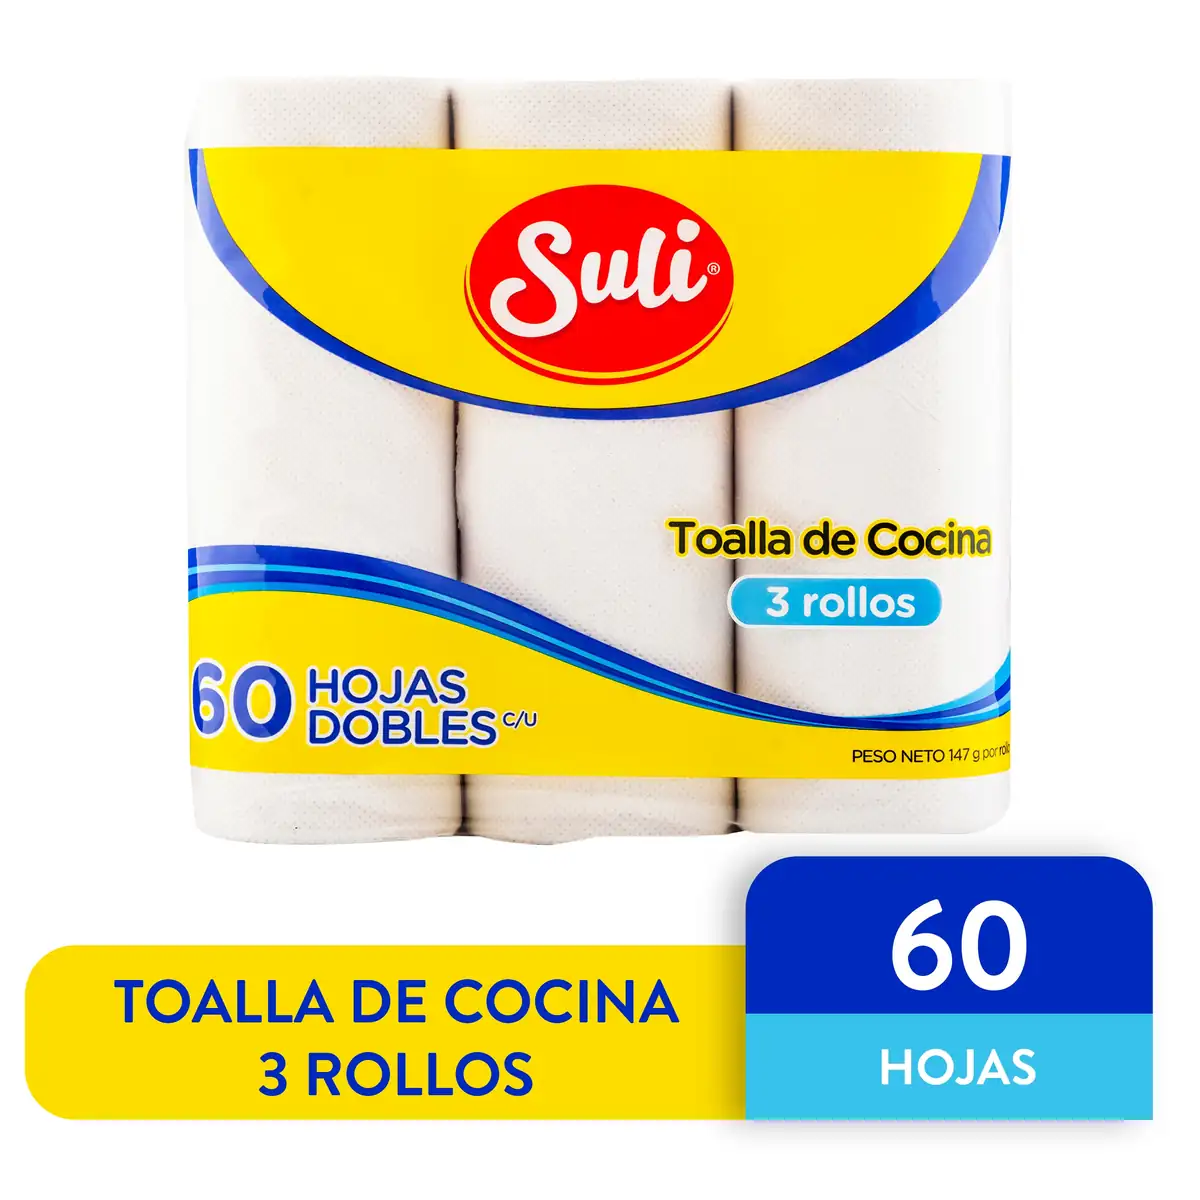 Suli®
Toalla de Cocina
3 rollos
60 HOJAS
DOBLES c/u
PESO NETO 147 g por rollo
TOALLA DE COCINA
3 ROLLOS
60
HOJAS